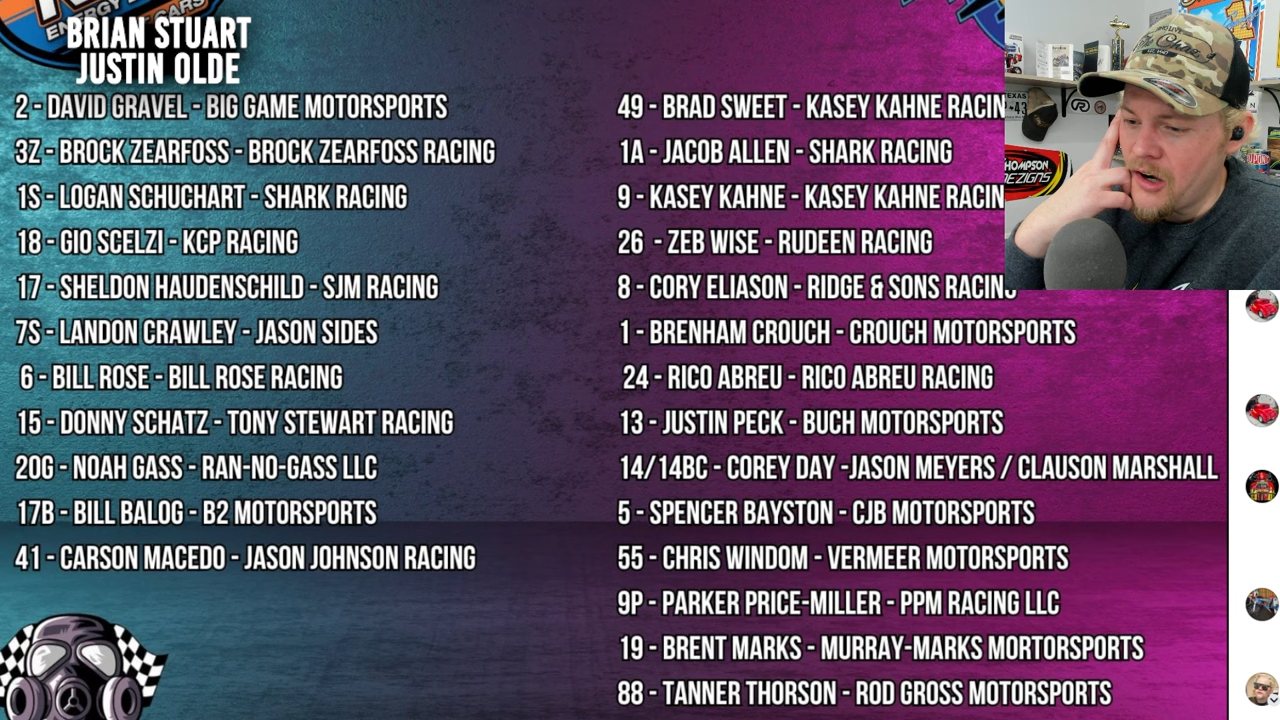 ENERGY
CARS
BRIAN STUART
JUSTIN OLDE
2 - DAVID GRAVEL - BIG GAME MOTORSPORTS
3Z - BROCK ZEARFOSS - BROCK ZEARFOSS RACING
1S - LOGAN SCHUCHART - SHARK RACING
18 - GIO SCELZI - KCP RACING
17 - SHELDON HAUDENSCHILD - SJM RACING
7S - LANDON CRAWLEY - JASON SIDES
6 - BILL ROSE - BILL ROSE RACING
15 - DONNY SCHATZ - TONY STEWART RACING
20G - NOAH GASS - RAN-NO-GASS LLC
17B - BILL BALOG - B2 MOTORSPORTS
41 - CARSON MACEDO - JASON JOHNSON RACING
49 - BRAD SWEET - KASEY KAHNE RACIN
1A - JACOB ALLEN - SHARK RACING
9 - KASEY KAHNE - KASEY KAHNE RACIN
26 - ZEB WISE - RUDEEN RACING
8 - CORY ELIASON - RIDGE & SONS RACING
1 - BRENHAM CROUCH - CROUCH MOTORSPORTS
24 - RICO ABREU - RICO ABREU RACING
13 - JUSTIN PECK - BUCH MOTORSPORTS
14/14BC - COREY DAY -JASON MEYERS / CLAUSON MARSHALL
5 - SPENCER BAYSTON - CJB MOTORSPORTS
55 - CHRIS WINDOM - VERMEER MOTORSPORTS
9P - PARKER PRICE-MILLER - PPM RACING LLC
19 - BRENT MARKS - MURRAY-MARKS MORTORSPORTS
88 - TANNER THORSON - ROD GROSS MOTORSPORTS
TEXAS
43
THOMPSON
DEZIGNS